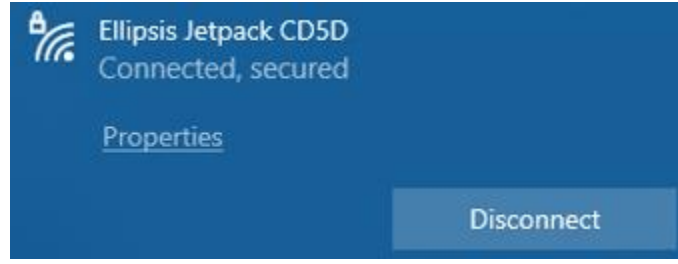 Ellipsis Jetpack CD5D
Connected, secured
Properties
Disconnect